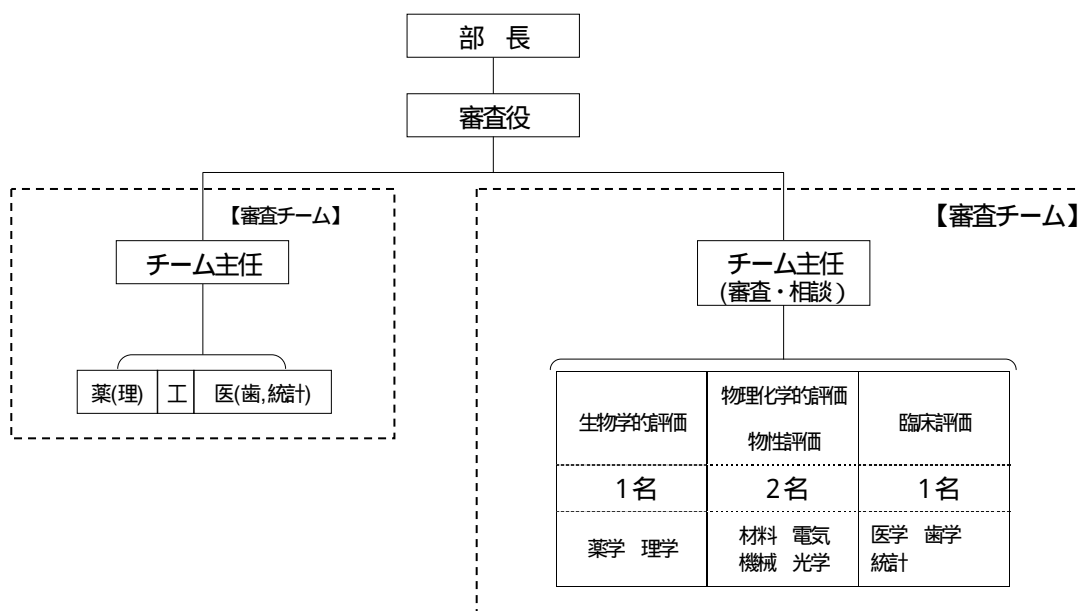 部 長
審査役
【審査チーム】
チーム主任
薬(理) 工 医(歯,統計)
【審査チーム】
チーム主任
(審査・相談)
生物学的評価
物理化学的評価
物性評価
臨床評価
1名 2名 1名
薬学 理学
材料 電気
機械 光学
医学 歯学
統計